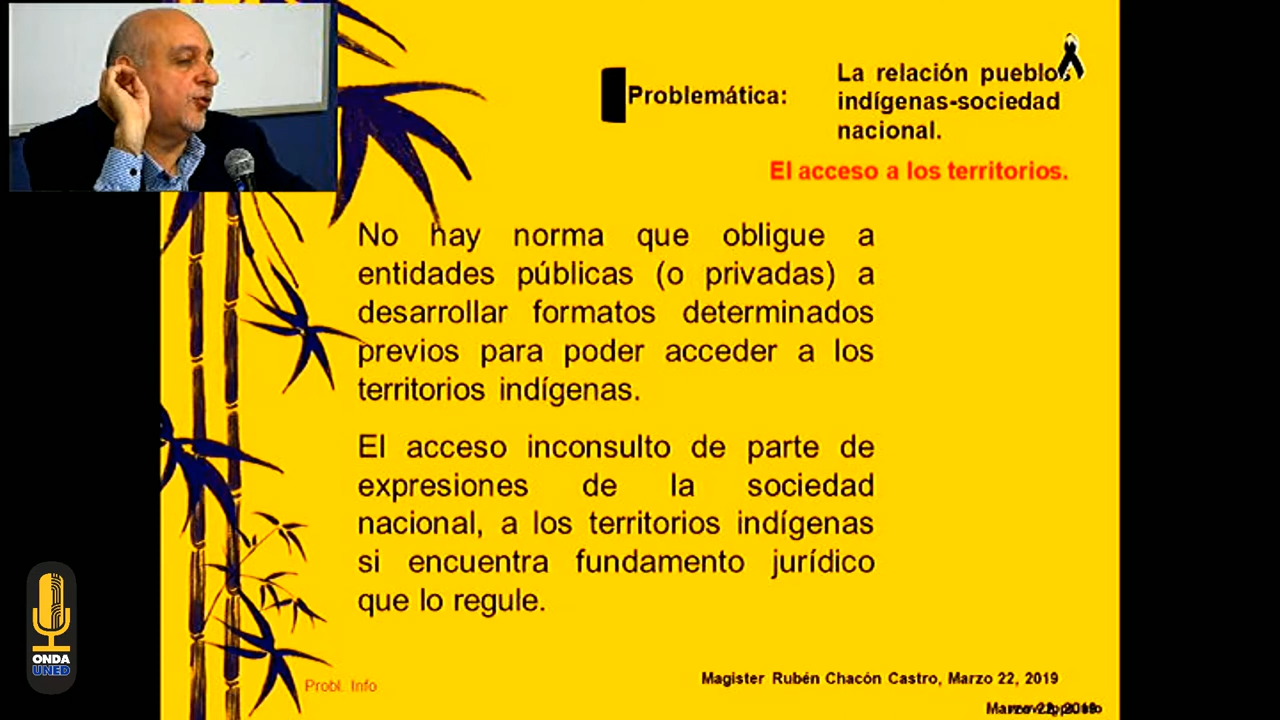 Problemática:
La relación pueblos
indígenas-sociedad
nacional.
El acceso a los territorios.
No hay norma que obligue a
entidades públicas (o privadas) a
desarrollar formatos determinados
previos para poder acceder a los
territorios indígenas.
El acceso inconsulto de parte de
expresiones de la sociedad
nacional, a los territorios indígenas
si encuentra fundamento jurídico
que lo regule.
ONDA
UNED
Probl. Info
Magister Rubén Chacón Castro, Marzo 22, 2019